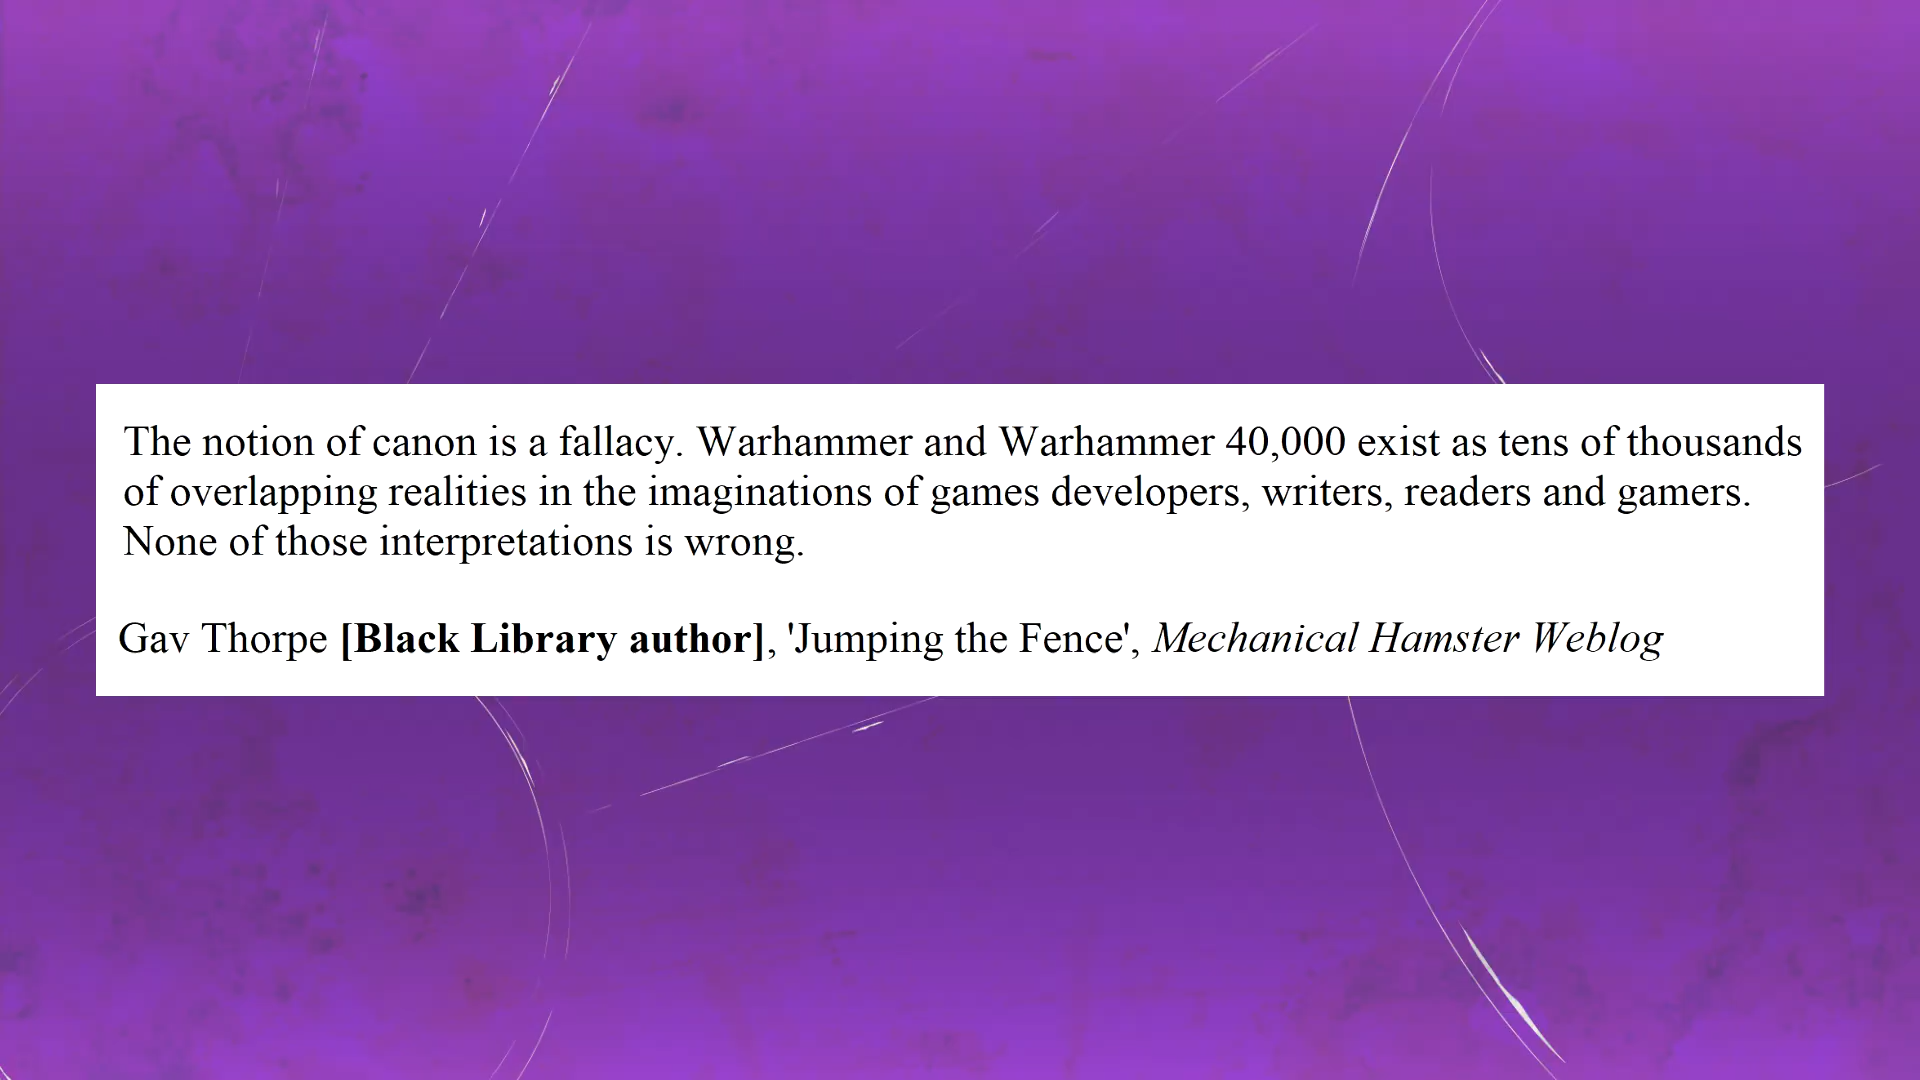 The notion of canon is a fallacy. Warhammer and Warhammer 40,000 exist as tens of thousands
of overlapping realities in the imaginations of games developers, writers, readers and gamers.
None of those interpretations is wrong.
Gav Thorpe [Black Library author], 'Jumping the Fence', Mechanical Hamster Weblog